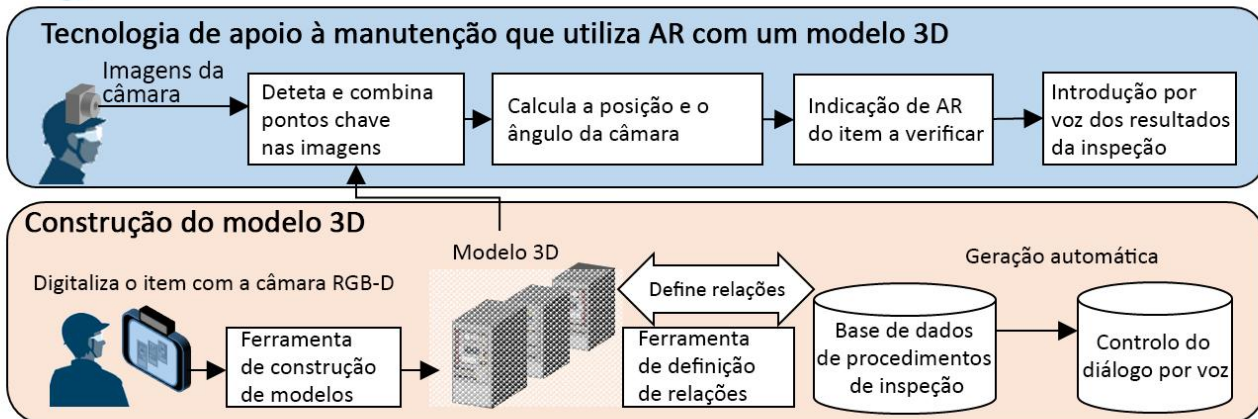 Tecnologia de apoio à manutenção que utiliza AR com um modelo 3D
Imagens da
câmara
Deteta e combina
pontos chave
nas imagens
Calcula a posição e o
ângulo da câmara
Indicação de AR
do item a verificar
Introdução por
voz dos resultados
da inspeção
Construção do modelo 3D
Digitaliza o item com a câmara RGB-D
Ferramenta
de construção
de modelos
Modelo 3D
Define relações
Ferramenta
de definição
de relações
Base de dados
de procedimentos
de inspeção
Geração automática
Controlo do
diálogo por voz